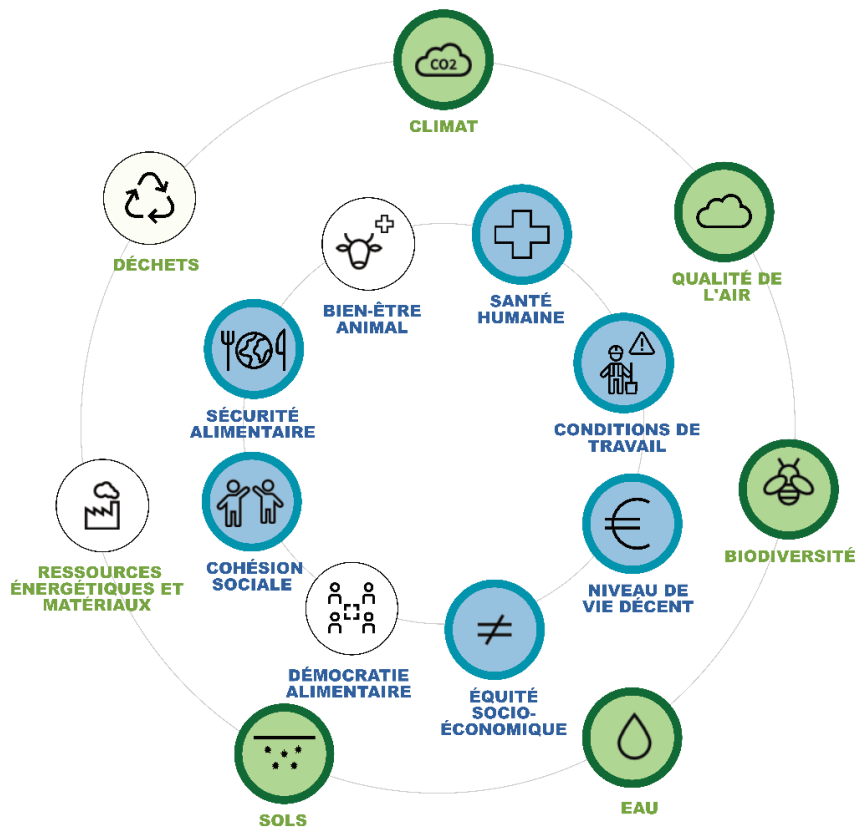 CO2
CLIMAT
DÉCHETS
QUALITÉ DE
L'AIR
BIEN-ÊTRE
ANIMAL
SANTÉ
HUMAINE
SÉCURITÉ
ALIMENTAIRE
CONDITIONS DE
TRAVAIL
BIODIVERSITÉ
RESSOURCES
ÉNERGÉTIQUES ET
MATÉRIAUX
COHÉSION
SOCIALE
€
NIVEAU DE
VIE DÉCENT
≠
DÉMOCRATIE
ALIMENTAIRE
ÉQUITÉ
SOCIO-
ÉCONOMIQUE
SOLS
EAU